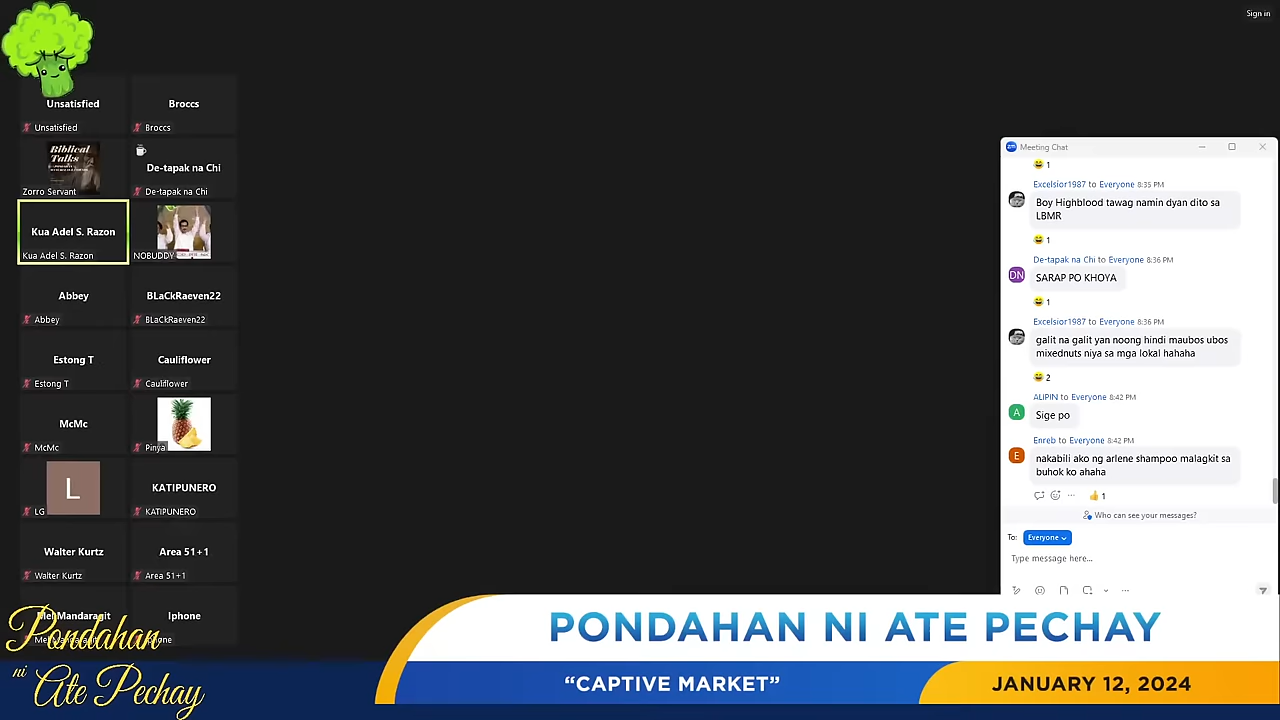 Sign in
Unsatisfied
Broccs
Unsatisfied
Broccs
Biblical
Talks
De-tapak na Chi
Zorro Servant
De-tapak na Chi
Kua Adel S. Razon
Kua Adel S. Razon
NOBUDDY
Abbey
BLaCkRaeven22
Abbey
BLaCkRaeven22
Estong T
Cauliflower
Estong T
Cauliflower
McMc
McMc
Pinya
L
KATIPUNERO
LG
KATIPUNERO
Walter Kurtz
Area 51+1
Walter Kurtz
Area 51+1
Mel Mandaragit
Iphone
Pondahan
ni
Ate Pechay
Meeting Chat
1
Excelsior1987 to Everyone 8:35 PM
Boy Highblood tawag namin dyan dito sa
LBMR
1
De-tapak na Chi to Everyone 8:36 PM
DN
SARAP PO KHOYA
1
Excelsior1987 to Everyone 8:36 PM
galit na galit yan noong hindi maubos ubos
mixednuts niya sa mga lokal hahaha
2
ALIPIN to Everyone 8:42 PM
A
Sige po
Enreb to Everyone 8:42 PM
E
nakabili ako ng arlene shampoo malagkit sa
buhok ko ahaha
1
Who can see your messages?
To: Everyone
Type message here...
PONDAHAN NI ATE PECHAY
“CAPTIVE MARKET”
JANUARY 12, 2024